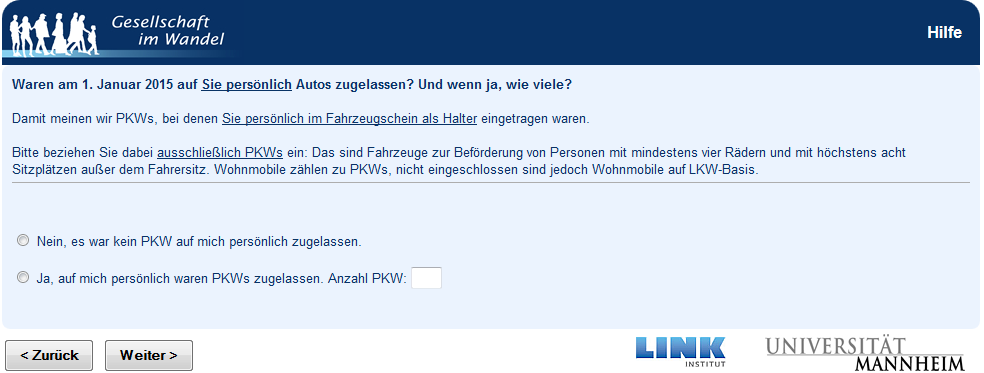 Gesellschaft
im Wandel
Hilfe
Waren am 1. Januar 2015 auf Sie persönlich Autos zugelassen? Und wenn ja, wie viele?
Damit meinen wir PKWs, bei denen Sie persönlich im Fahrzeugschein als Halter eingetragen waren.
Bitte beziehen Sie dabei ausschließlich PKWs ein: Das sind Fahrzeuge zur Beförderung von Personen mit mindestens vier Rädern und mit höchstens acht
Sitzplätzen außer dem Fahrersitz. Wohnmobile zählen zu PKWs, nicht eingeschlossen sind jedoch Wohnmobile auf LKW-Basis.
Nein, es war kein PKW auf mich persönlich zugelassen.
Ja, auf mich persönlich waren PKWs zugelassen. Anzahl PKW:
< Zurück
Weiter >
LINK
INSTITUT
UNIVERSITÄT
MANNHEIM